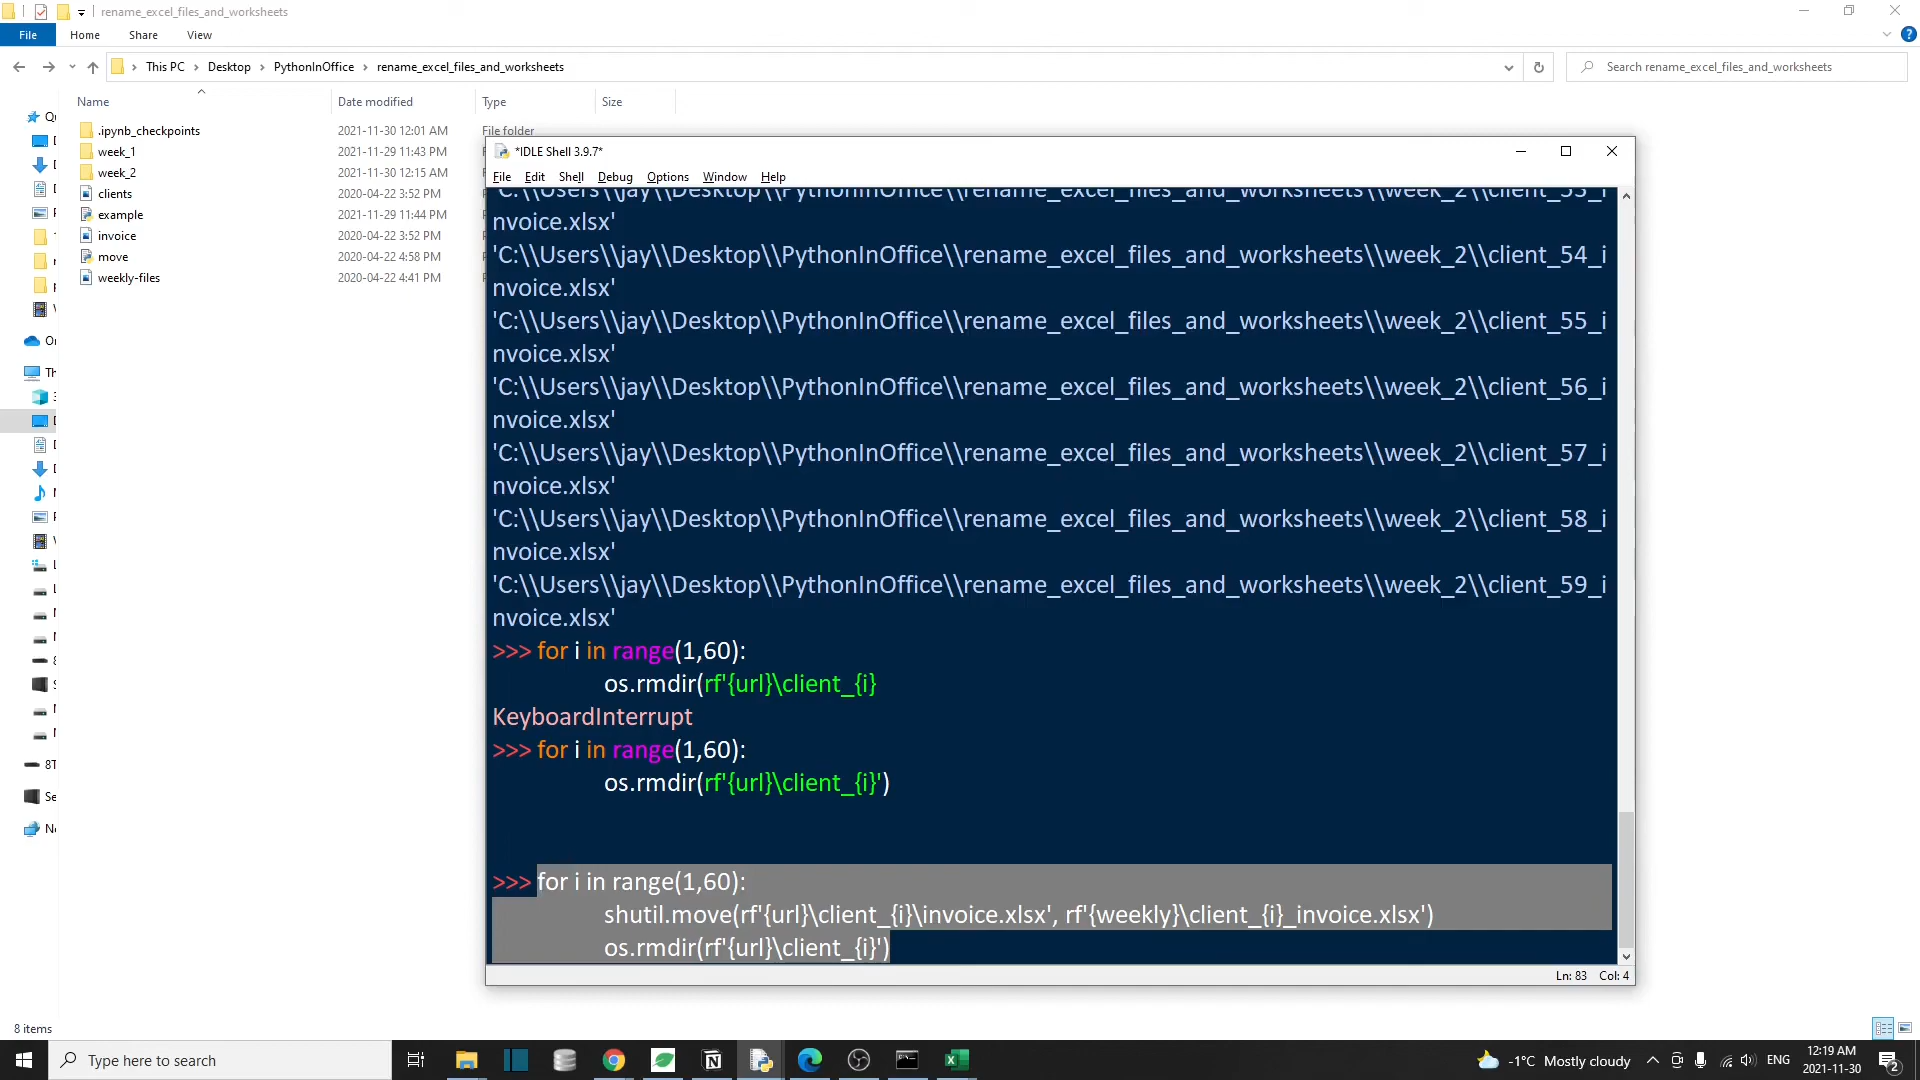 rename_excel_files_and_worksheets
File Home Share View
This PC > Desktop > PythonInOffice > rename_excel_files_and_worksheets
Search rename_excel_files_and_worksheets
Name Date modified Type Size
.ipynb_checkpoints 2021-11-30 12:01 AM File folder
week_1 2021-11-29 11:43 PM
week_2 2021-11-30 12:15 AM
clients 2020-04-22 3:52 PM
example 2021-11-29 11:44 PM
invoice 2020-04-22 3:52 PM
move 2020-04-22 4:58 PM
weekly-files 2020-04-22 4:41 PM
*IDLE Shell 3.9.7*
File Edit Shell Debug Options Window Help
'C:\\Users\\jay\\Desktop\\PythonInOffice\\rename_excel_files_and_worksheets\\week_2\\client_53_i
nvoice.xlsx'
'C:\\Users\\jay\\Desktop\\PythonInOffice\\rename_excel_files_and_worksheets\\week_2\\client_54_i
nvoice.xlsx'
'C:\\Users\\jay\\Desktop\\PythonInOffice\\rename_excel_files_and_worksheets\\week_2\\client_55_i
nvoice.xlsx'
'C:\\Users\\jay\\Desktop\\PythonInOffice\\rename_excel_files_and_worksheets\\week_2\\client_56_i
nvoice.xlsx'
'C:\\Users\\jay\\Desktop\\PythonInOffice\\rename_excel_files_and_worksheets\\week_2\\client_57_i
nvoice.xlsx'
'C:\\Users\\jay\\Desktop\\PythonInOffice\\rename_excel_files_and_worksheets\\week_2\\client_58_i
nvoice.xlsx'
'C:\\Users\\jay\\Desktop\\PythonInOffice\\rename_excel_files_and_worksheets\\week_2\\client_59_i
nvoice.xlsx'
>>> for i in range(1,60):
os.rmdir(rf'{url}\client_{i}
KeyboardInterrupt
>>> for i in range(1,60):
os.rmdir(rf'{url}\client_{i}')
>>> for i in range(1,60):
shutil.move(rf'{url}\client_{i}\invoice.xlsx', rf'{weekly}\client_{i}_invoice.xlsx')
os.rmdir(rf'{url}\client_{i}')
Ln: 83 Col: 4
8 items
Type here to search
-1°C Mostly cloudy
ENG
12:19 AM
2021-11-30
2